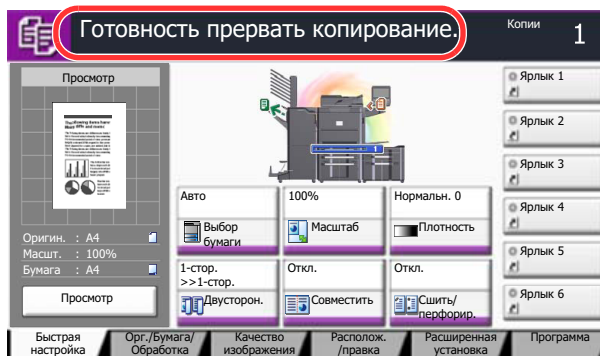 Готовность прервать копирование.
Копии
1
Просмотр
Оригин. : A4
Масшт. : 100%
Бумага : A4
Просмотр
1
Авто
Выбор
бумаги
100%
Масштаб
Нормальн. 0
Плотность
1-стор.
>>1-стор.
Двусторон.
Откл.
Совместить
Откл.
Сшить/
перфорир.
Ярлык 1
Ярлык 2
Ярлык 3
Ярлык 4
Ярлык 5
Ярлык 6
Быстрая
настройка
Орг./Бумага/
Обработка
Качество
изображения
Располож.
/правка
Расширенная
установка
Программа